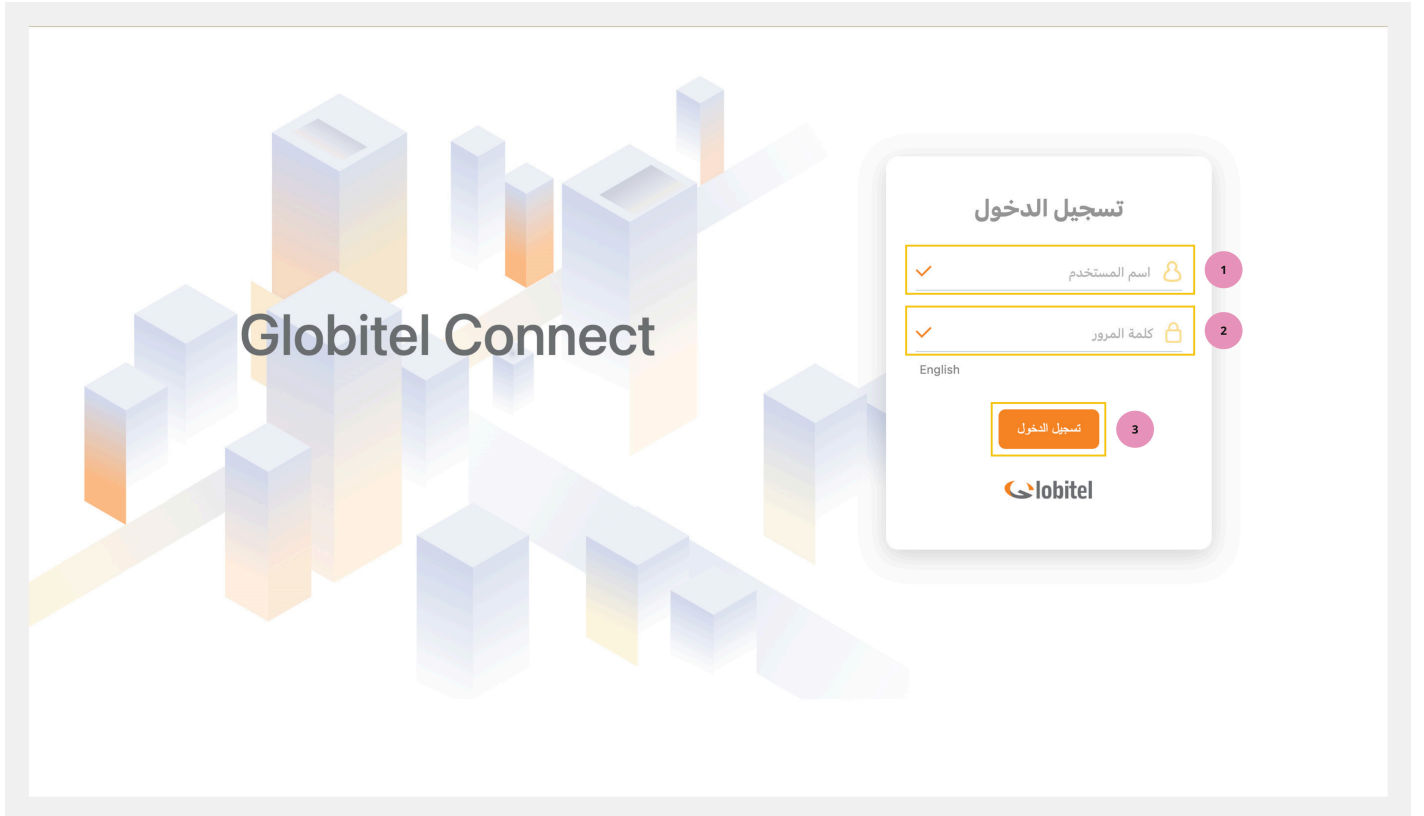 Globitel Connect
تسجيل الدخول
اسم المستخدم
1
كلمة المرور
2
English
تسجيل الدخول
3
Globitel